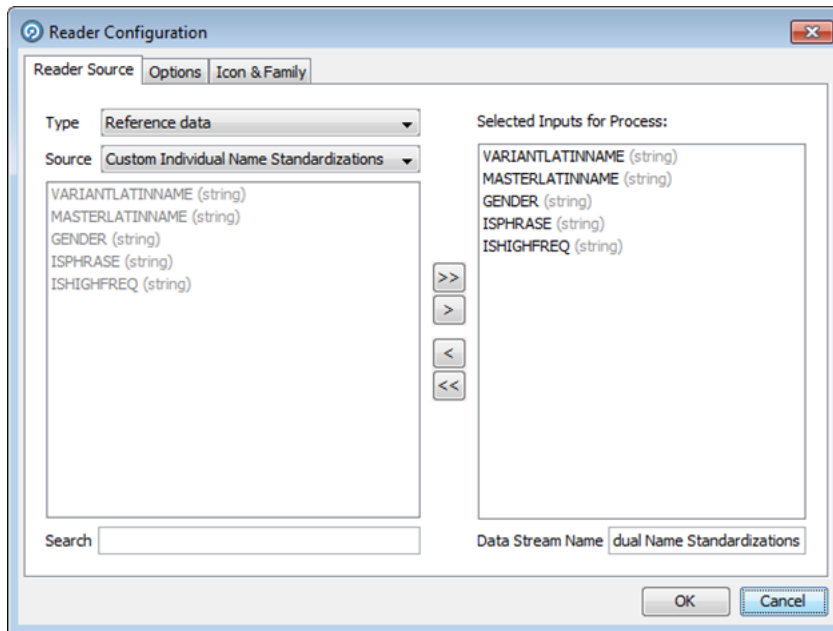 Reader Configuration
Reader Source Options Icon & Family
Type Reference data
Source Custom Individual Name Standardizations
VARIANTLATINNAME (string)
MASTERLATINNAME (string)
GENDER (string)
ISPHRASE (string)
ISHIGHFREQ (string)
>>
>
<
<<
Selected Inputs for Process:
VARIANTLATINNAME (string)
MASTERLATINNAME (string)
GENDER (string)
ISPHRASE (string)
ISHIGHFREQ (string)
Search
Data Stream Name dual Name Standardizations
OK Cancel